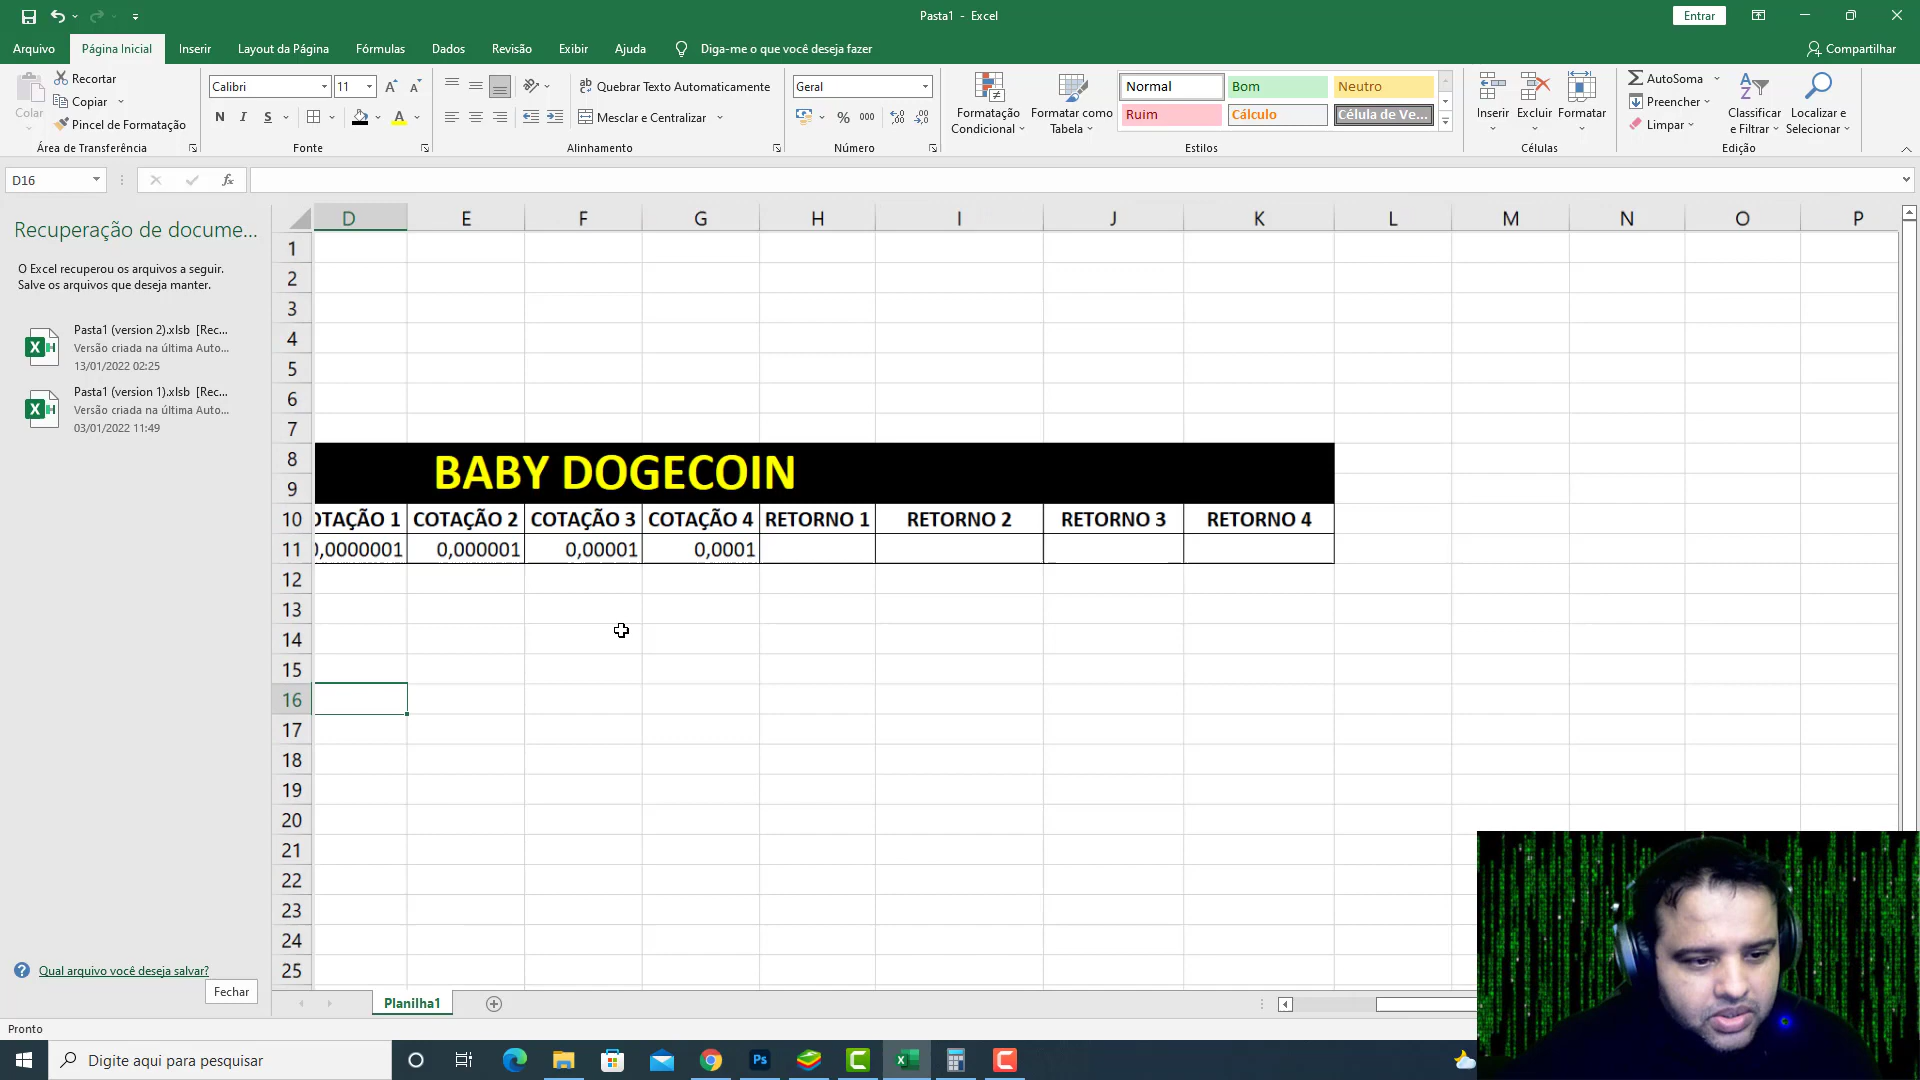 Pasta1 - Excel
Entrar
Arquivo Página Inicial Inserir Layout da Página Fórmulas Dados Revisão Exibir Ajuda Diga-me o que você deseja fazer Compartilhar
Colar
Recortar
Copiar
Pincel de Formatação
Área de Transferência
Calibri 11
N I S
Fonte
Quebrar Texto Automaticamente
Mesclar e Centralizar
Alinhamento
Geral
% 000
Número
Formatação Condicional
Formatar como Tabela
Normal Bom Neutro
Ruim Cálculo Célula de Ve...
Estilos
Inserir Excluir Formatar
Células
AutoSoma
Preencher
Limpar
Classificar e Filtrar
Localizar e Selecionar
Edição
D16 fx
Recuperação de docume...
O Excel recuperou os arquivos a seguir.
Salve os arquivos que deseja manter.
Pasta1 (version 2).xlsb [Rec...
Versão criada na última Auto...
13/01/2022 02:25
Pasta1 (version 1).xlsb [Rec...
Versão criada na última Auto...
03/01/2022 11:49
Qual arquivo você deseja salvar?
Fechar
D E F G H I J K L M N O P
1
2
3
4
5
6
7
8
9
BABY DOGECOIN
10 OTAÇÃO 1 COTAÇÃO 2 COTAÇÃO 3 COTAÇÃO 4 RETORNO 1 RETORNO 2 RETORNO 3 RETORNO 4
11 0,0000001 0,000001 0,00001 0,0001
12
13
14
15
16
17
18
19
20
21
22
23
24
25
Planilha1
Pronto
Digite aqui para pesquisar
Ps